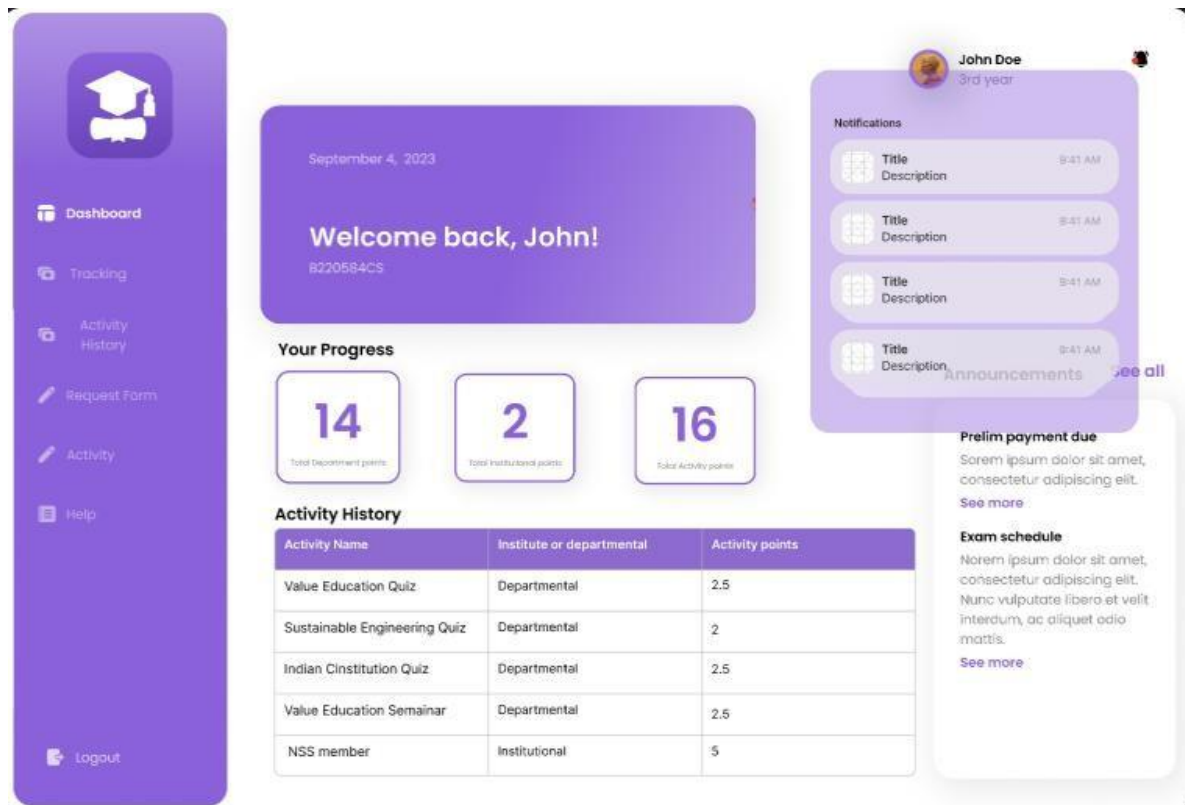 Dashboard
Tracking
Activity
History
Request Form
Activity
Help
Logout
September 4, 2023
Welcome back, John!
B220584CS
John Doe
3rd year
Notifications
Title 9:41 AM
Description
Title 9:41 AM
Description
Title 9:41 AM
Description
Title 9:41 AM
Description
Your Progress
14
Total Department points
2
Total Institutional points
16
Total Activity points
Activity History
Activity Name Institute or departmental Activity points
Value Education Quiz Departmental 2.5
Sustainable Engineering Quiz Departmental 2
Indian Cinstitution Quiz Departmental 2.5
Value Education Semainar Departmental 2.5
NSS member Institutional 5
Announcements See all
Prelim payment due
Sorem ipsum dolor sit amet,
consectetur adipiscing elit.
See more
Exam schedule
Norem ipsum dolor sit amet,
consectetur adipiscing elit.
Nunc vulputate libero et velit
interdum, ac aliquet odio
mattis.
See more